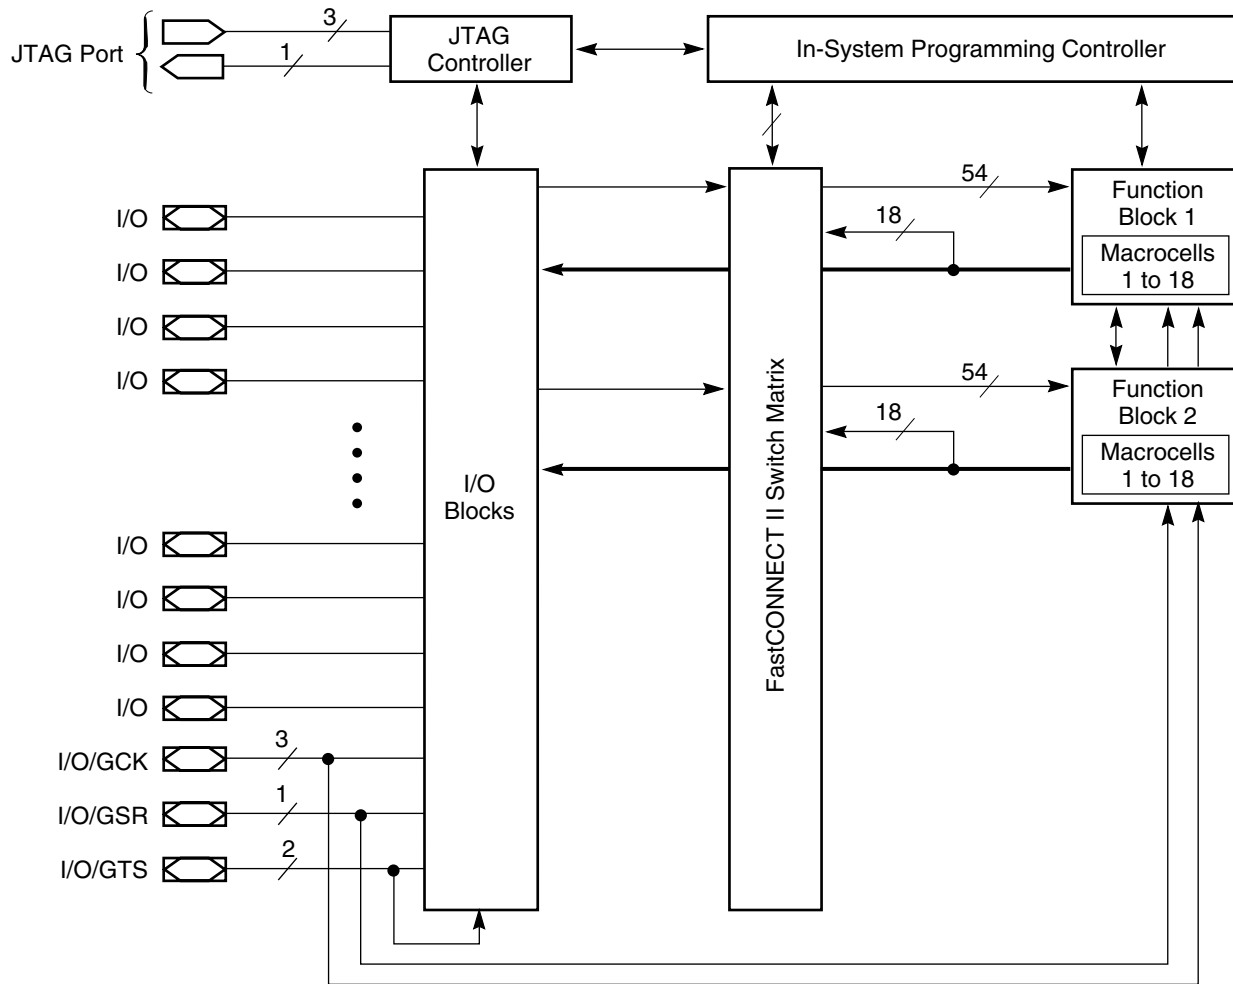 JTAG Port
3
1
JTAG
Controller
In-System Programming Controller
I/O
I/O
I/O
I/O
I/O
I/O
I/O
I/O
I/O/GCK
3
I/O/GSR
1
I/O/GTS
2
I/O
Blocks
FastCONNECT II Switch Matrix
54
18
Function
Block 1
Macrocells
1 to 18
54
18
Function
Block 2
Macrocells
1 to 18